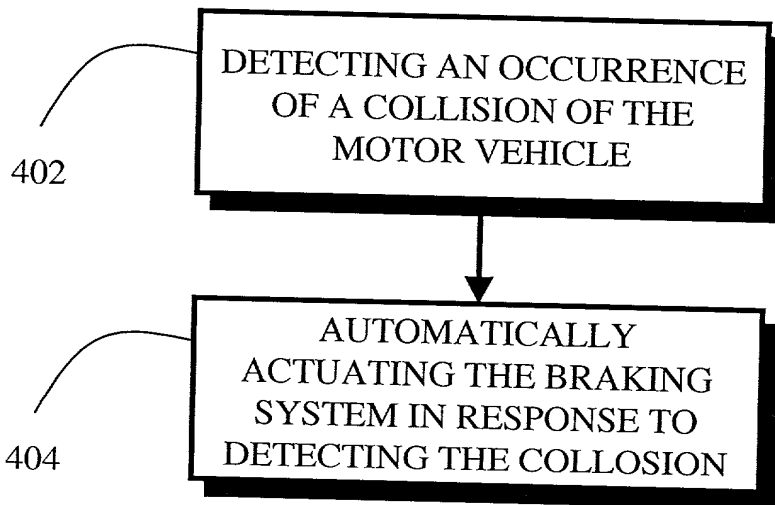 DETECTING AN OCCURRENCE
OF A COLLISION OF THE
MOTOR VEHICLE
402
AUTOMATICALLY
ACTUATING THE BRAKING
SYSTEM IN RESPONSE TO
DETECTING THE COLLOSION
404